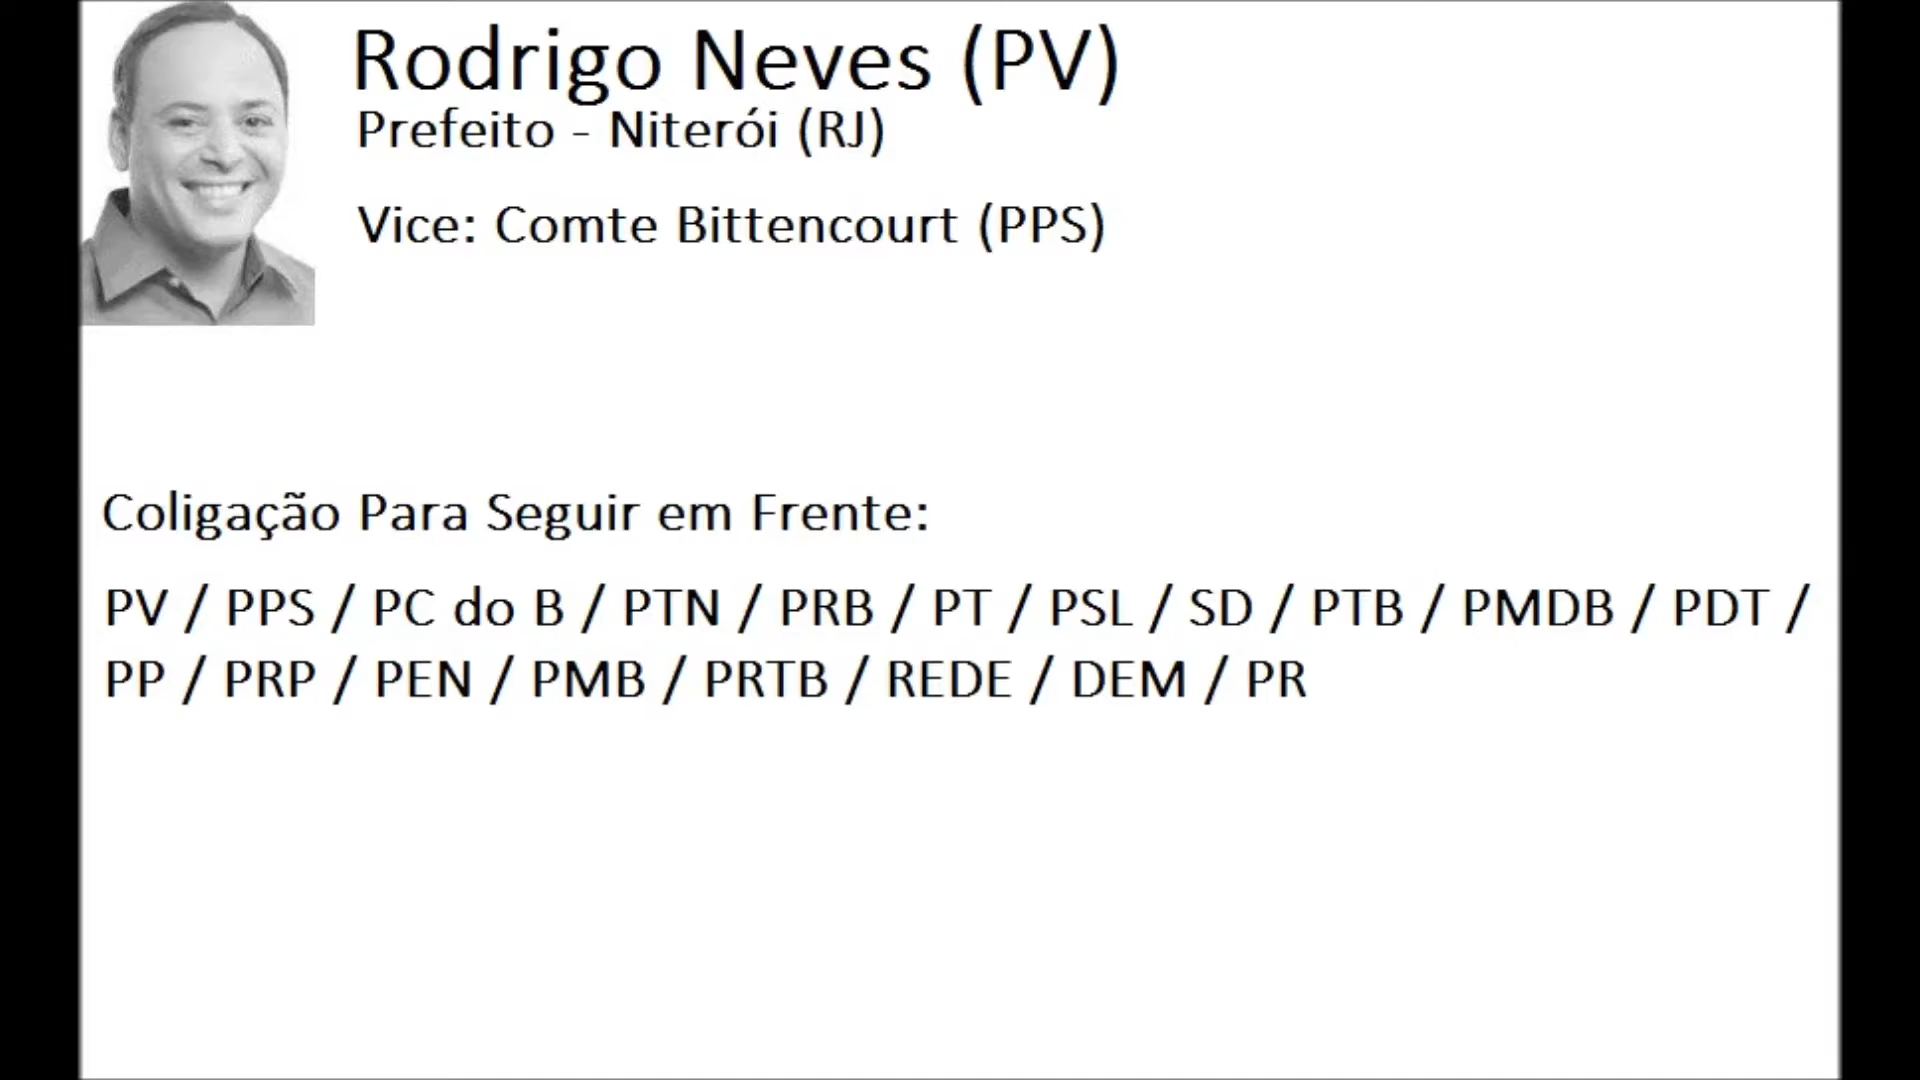 Rodrigo Neves (PV)
Prefeito - Niterói (RJ)
Vice: Comte Bittencourt (PPS)
Coligação Para Seguir em Frente:
PV / PPS / PC do B / PTN / PRB / PT / PSL / SD / PTB / PMDB / PDT /
PP / PRP / PEN / PMB / PRTB / REDE / DEM / PR